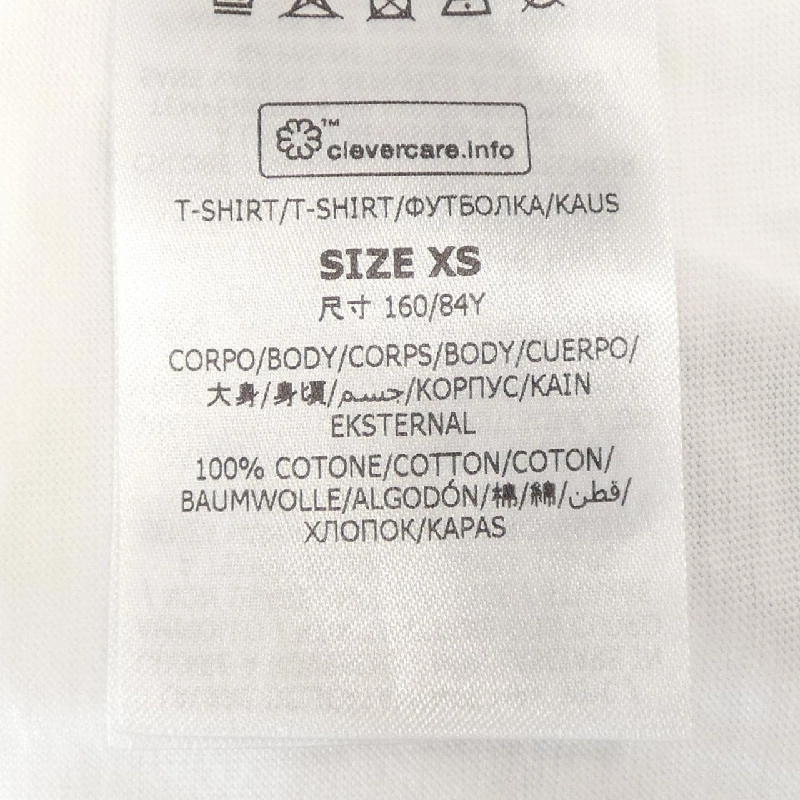 clevercare.info™
T-SHIRT/T-SHIRT/ФУТБОЛКА/KAUS
SIZE XS
尺寸 160/84Y
CORPO/BODY/CORPS/BODY/CUERPO/
大身/身頃/جسم/КОРПУС/KAIN
EKSTERNAL
100% COTONE/COTTON/COTON/
BAUMWOLLE/ALGODÓN/棉/綿/قطن/
ХЛОПОК/KAPAS